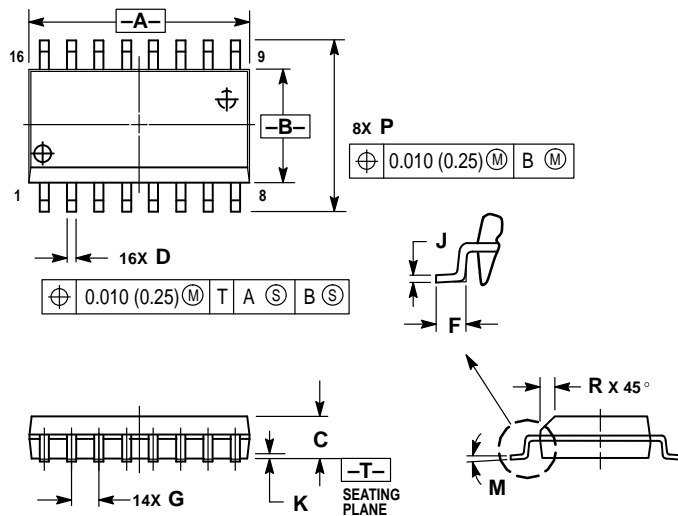 –A–
16
9
–B–
8X P
⌖ 0.010 (0.25) Ⓜ B Ⓜ
1
8
16X D
⌖ 0.010 (0.25) Ⓜ T A Ⓢ B Ⓢ
J
F
R X 45°
C
–T–
SEATING
PLANE
K
14X G
M